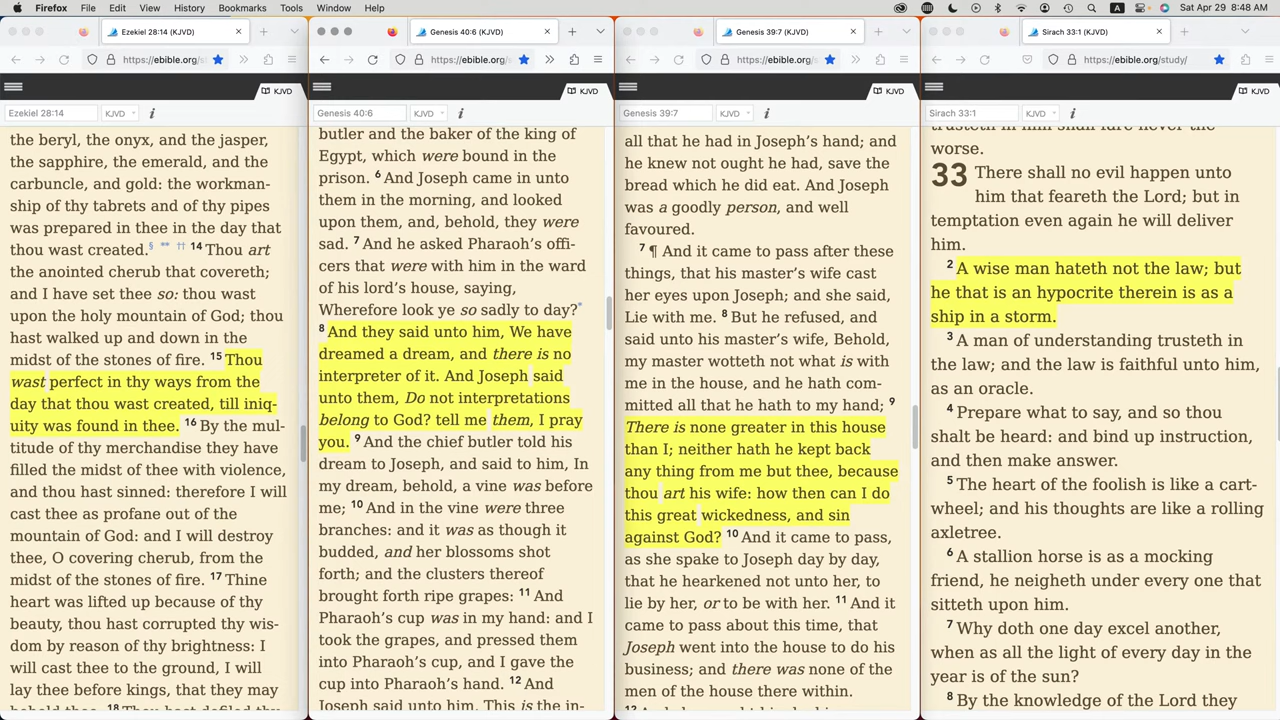 Firefox File Edit View History Bookmarks Tools Window Help A Sat Apr 29 8:48 AM
Ezekiel 28:14 (KJVD)
https://ebible.org/s
KJVD
Ezekiel 28:14 KJVD i
the beryl, the onyx, and the jasper,
the sapphire, the emerald, and the
carbuncle, and gold: the workman-
ship of thy tabrets and of thy pipes
was prepared in thee in the day that
thou wast created.§ ** †† 14 Thou art
the anointed cherub that covereth;
and I have set thee so: thou wast
upon the holy mountain of God; thou
hast walked up and down in the
midst of the stones of fire. 15 Thou
wast perfect in thy ways from the
day that thou wast created, till iniq-
uity was found in thee. 16 By the mul-
titude of thy merchandise they have
filled the midst of thee with violence,
and thou hast sinned: therefore I will
cast thee as profane out of the
mountain of God: and I will destroy
thee, O covering cherub, from the
midst of the stones of fire. 17 Thine
heart was lifted up because of thy
beauty, thou hast corrupted thy wis-
dom by reason of thy brightness: I
will cast thee to the ground, I will
lay thee before kings, that they may
behold thee. 18 Thou hast defiled thy
Genesis 40:6 (KJVD)
https://ebible.org/
KJVD
Genesis 40:6 KJVD i
butler and the baker of the king of
Egypt, which were bound in the
prison. 6 And Joseph came in unto
them in the morning, and looked
upon them, and, behold, they were
sad. 7 And he asked Pharaoh’s offi-
cers that were with him in the ward
of his lord’s house, saying,
Wherefore look ye so sadly to day?*
8 And they said unto him, We have
dreamed a dream, and there is no
interpreter of it. And Joseph said
unto them, Do not interpretations
belong to God? tell me them, I pray
you. 9 And the chief butler told his
dream to Joseph, and said to him, In
my dream, behold, a vine was before
me; 10 And in the vine were three
branches: and it was as though it
budded, and her blossoms shot
forth; and the clusters thereof
brought forth ripe grapes: 11 And
Pharaoh’s cup was in my hand: and I
took the grapes, and pressed them
into Pharaoh’s cup, and I gave the
cup into Pharaoh’s hand. 12 And
Joseph said unto him, This is the in-
Genesis 39:7 (KJVD)
https://ebible.org/s
KJVD
Genesis 39:7 KJVD i
all that he had in Joseph’s hand; and
he knew not ought he had, save the
bread which he did eat. And Joseph
was a goodly person, and well
favoured.
7 ¶ And it came to pass after these
things, that his master’s wife cast
her eyes upon Joseph; and she said,
Lie with me. 8 But he refused, and
said unto his master’s wife, Behold,
my master wotteth not what is with
me in the house, and he hath com-
mitted all that he hath to my hand; 9
There is none greater in this house
than I; neither hath he kept back
any thing from me but thee, because
thou art his wife: how then can I do
this great wickedness, and sin
against God? 10 And it came to pass,
as she spake to Joseph day by day,
that he hearkened not unto her, to
lie by her, or to be with her. 11 And it
came to pass about this time, that
Joseph went into the house to do his
business; and there was none of the
men of the house there within.
Sirach 33:1 (KJVD)
https://ebible.org/study/
KJVD
Sirach 33:1 KJVD i
trusteth in him shall fare never the
worse.
33 There shall no evil happen unto
him that feareth the Lord; but in
temptation even again he will deliver
him.
2 A wise man hateth not the law; but
he that is an hypocrite therein is as a
ship in a storm.
3 A man of understanding trusteth in
the law; and the law is faithful unto him,
as an oracle.
4 Prepare what to say, and so thou
shalt be heard: and bind up instruction,
and then make answer.
5 The heart of the foolish is like a cart-
wheel; and his thoughts are like a rolling
axletree.
6 A stallion horse is as a mocking
friend, he neigheth under every one that
sitteth upon him.
7 Why doth one day excel another,
when as all the light of every day in the
year is of the sun?
8 By the knowledge of the Lord they